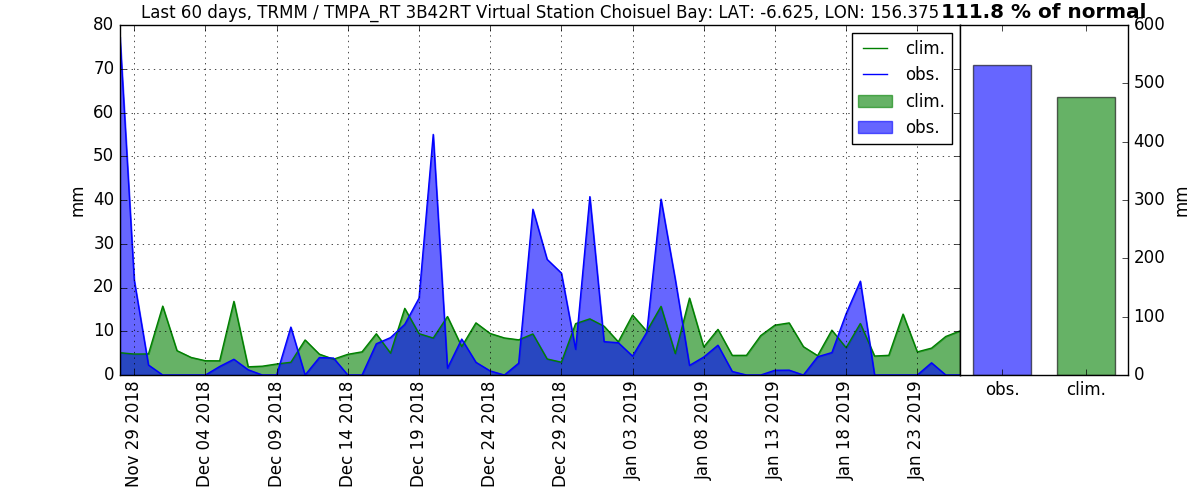 Last 60 days, TRMM / TMPA_RT 3B42RT Virtual Station Choisuel Bay: LAT: -6.625, LON: 156.375
111.8 % of normal
80
70
60
50
40
30
20
10
0
mm
clim.
obs.
clim.
obs.
Nov 29 2018
Dec 04 2018
Dec 09 2018
Dec 14 2018
Dec 19 2018
Dec 24 2018
Dec 29 2018
Jan 03 2019
Jan 08 2019
Jan 13 2019
Jan 18 2019
Jan 23 2019
600
500
400
300
200
100
0
mm
obs.
clim.